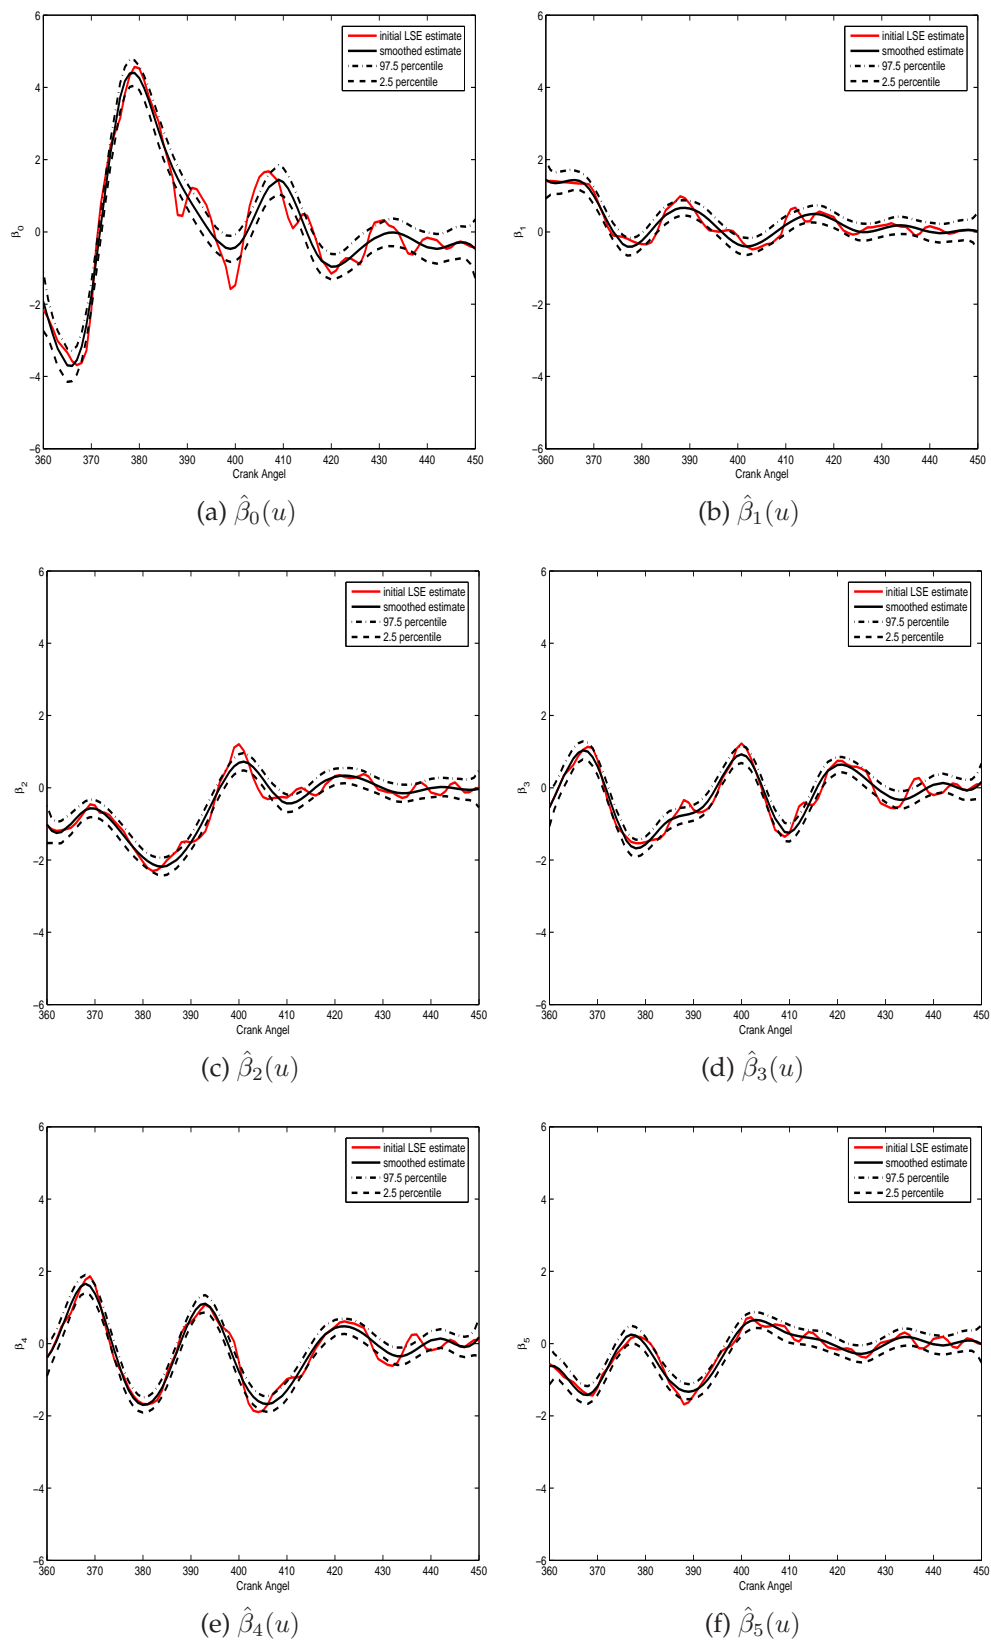 6
initial LSE estimate
smoothed estimate
97.5 percentile
2.5 percentile
4
2
β0
0
−2
−4
−6
360 370 380 390 400 410 420 430 440 450
Crank Angel
(a) β̂0(u)
6
initial LSE estimate
smoothed estimate
97.5 percentile
2.5 percentile
4
2
β1
0
−2
−4
−6
360 370 380 390 400 410 420 430 440 450
Crank Angel
(b) β̂1(u)
6
initial LSE estimate
smoothed estimate
97.5 percentile
2.5 percentile
4
2
β2
0
−2
−4
−6
360 370 380 390 400 410 420 430 440 450
Crank Angel
(c) β̂2(u)
6
initial LSE estimate
smoothed estimate
97.5 percentile
2.5 percentile
4
2
β3
0
−2
−4
−6
360 370 380 390 400 410 420 430 440 450
Crank Angel
(d) β̂3(u)
6
initial LSE estimate
smoothed estimate
97.5 percentile
2.5 percentile
4
2
β4
0
−2
−4
−6
360 370 380 390 400 410 420 430 440 450
Crank Angel
(e) β̂4(u)
6
initial LSE estimate
smoothed estimate
97.5 percentile
2.5 percentile
4
2
β5
0
−2
−4
−6
360 370 380 390 400 410 420 430 440 450
Crank Angel
(f) β̂5(u)